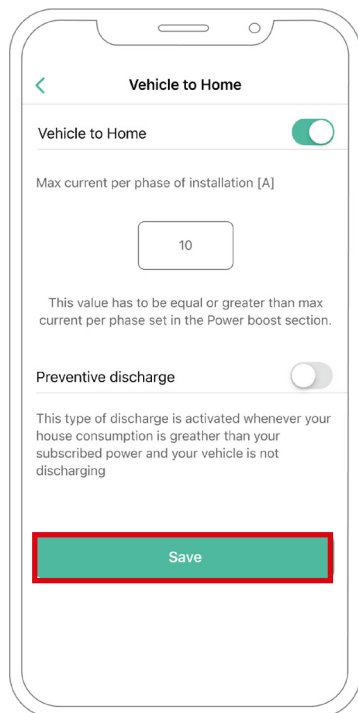 Vehicle to Home
Vehicle to Home
Max current per phase of installation [A]
10
This value has to be equal or greater than max
current per phase set in the Power boost section.
Preventive discharge
This type of discharge is activated whenever your
house consumption is greather than your
subscribed power and your vehicle is not
discharging
Save